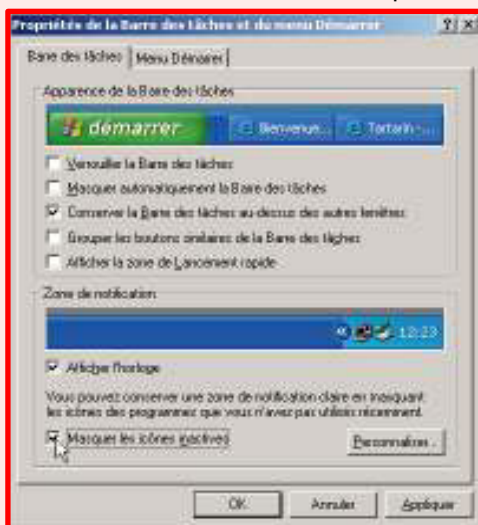 Propriétés de la Barre des tâches et du menu Démarrer
Barre des tâches Menu Démarrer
Apparence de la Barre des tâches
démarrer Bienvenue... Tartarin -...
Verrouiller la Barre des tâches
Masquer automatiquement la Barre des tâches
Conserver la Barre des tâches au-dessus des autres fenêtres
Grouper les boutons similaires de la Barre des tâches
Afficher la zone de Lancement rapide
Zone de notification
12:23
Afficher l'horloge
Vous pouvez conserver une zone de notification claire en masquant
les icônes des programmes que vous n'avez pas utilisés récemment.
Masquer les icônes inactives
Personnaliser...
OK Annuler Appliquer